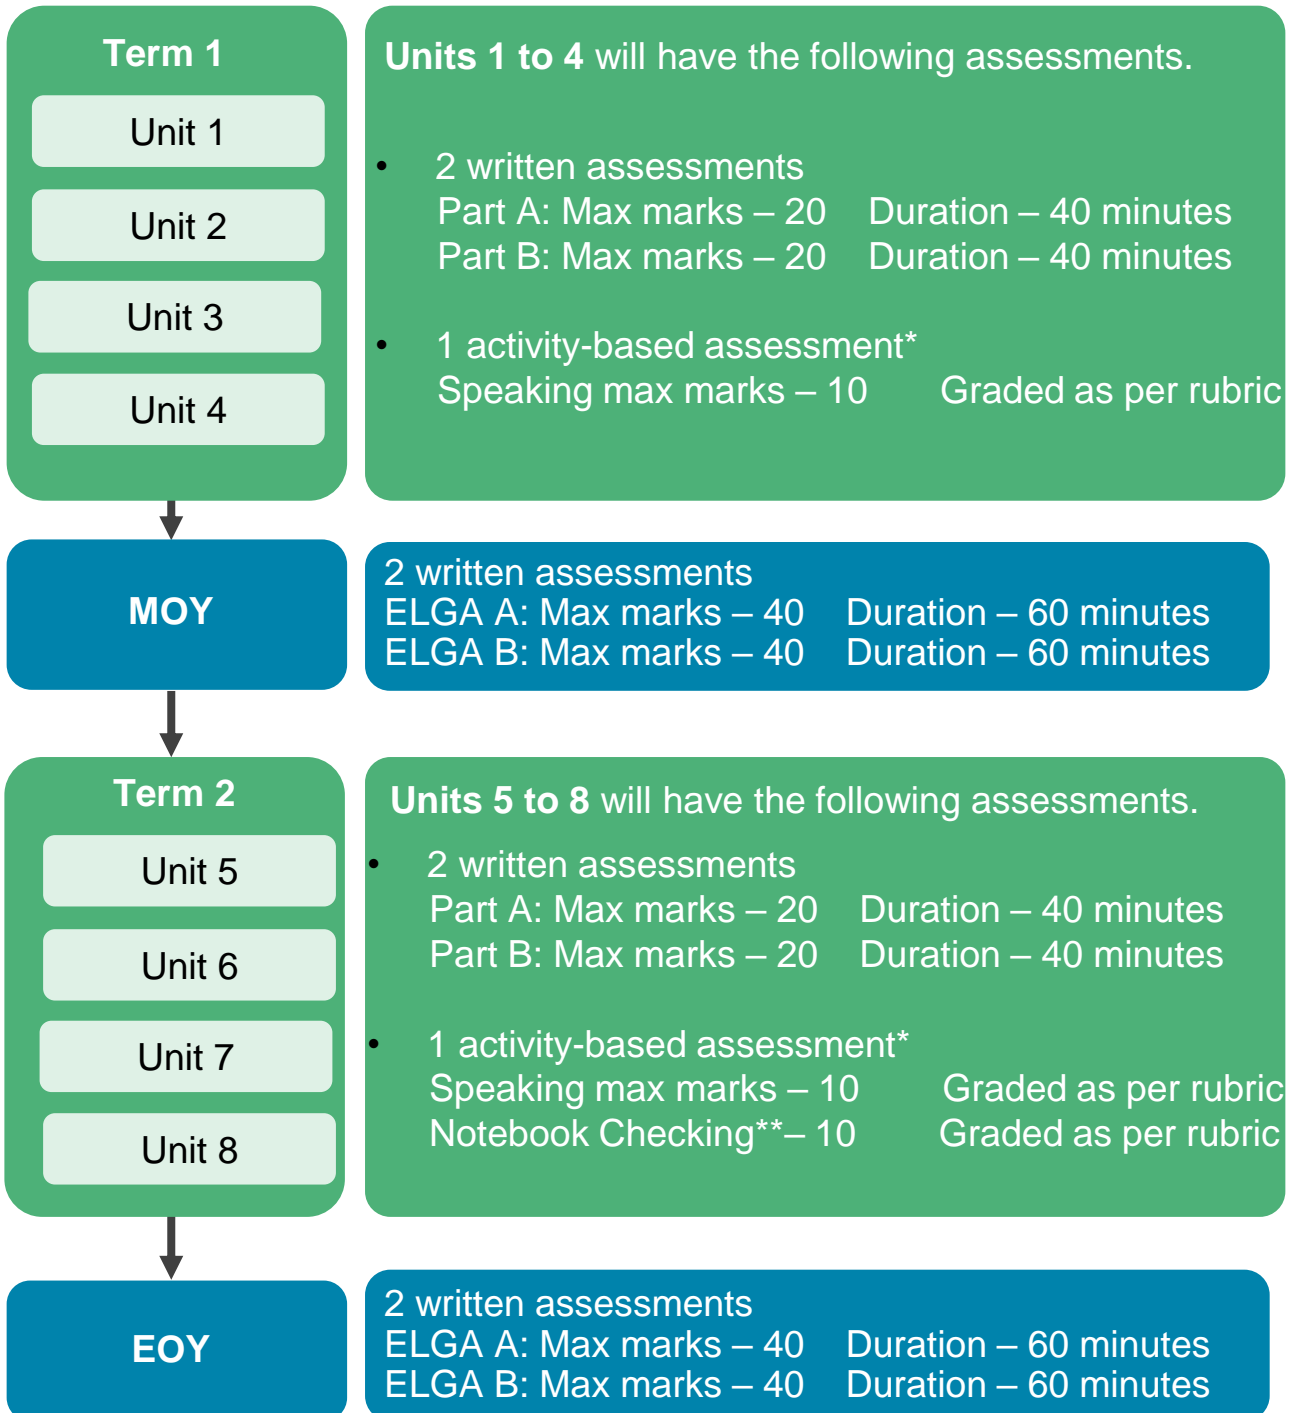 Term 1
Unit 1
Unit 2
Unit 3
Unit 4
Units 1 to 4 will have the following assessments.
• 2 written assessments
Part A: Max marks – 20 Duration – 40 minutes
Part B: Max marks – 20 Duration – 40 minutes
• 1 activity-based assessment*
Speaking max marks – 10 Graded as per rubric
MOY
2 written assessments
ELGA A: Max marks – 40 Duration – 60 minutes
ELGA B: Max marks – 40 Duration – 60 minutes
Term 2
Unit 5
Unit 6
Unit 7
Unit 8
Units 5 to 8 will have the following assessments.
• 2 written assessments
Part A: Max marks – 20 Duration – 40 minutes
Part B: Max marks – 20 Duration – 40 minutes
• 1 activity-based assessment*
Speaking max marks – 10 Graded as per rubric
Notebook Checking**– 10 Graded as per rubric
EOY
2 written assessments
ELGA A: Max marks – 40 Duration – 60 minutes
ELGA B: Max marks – 40 Duration – 60 minutes